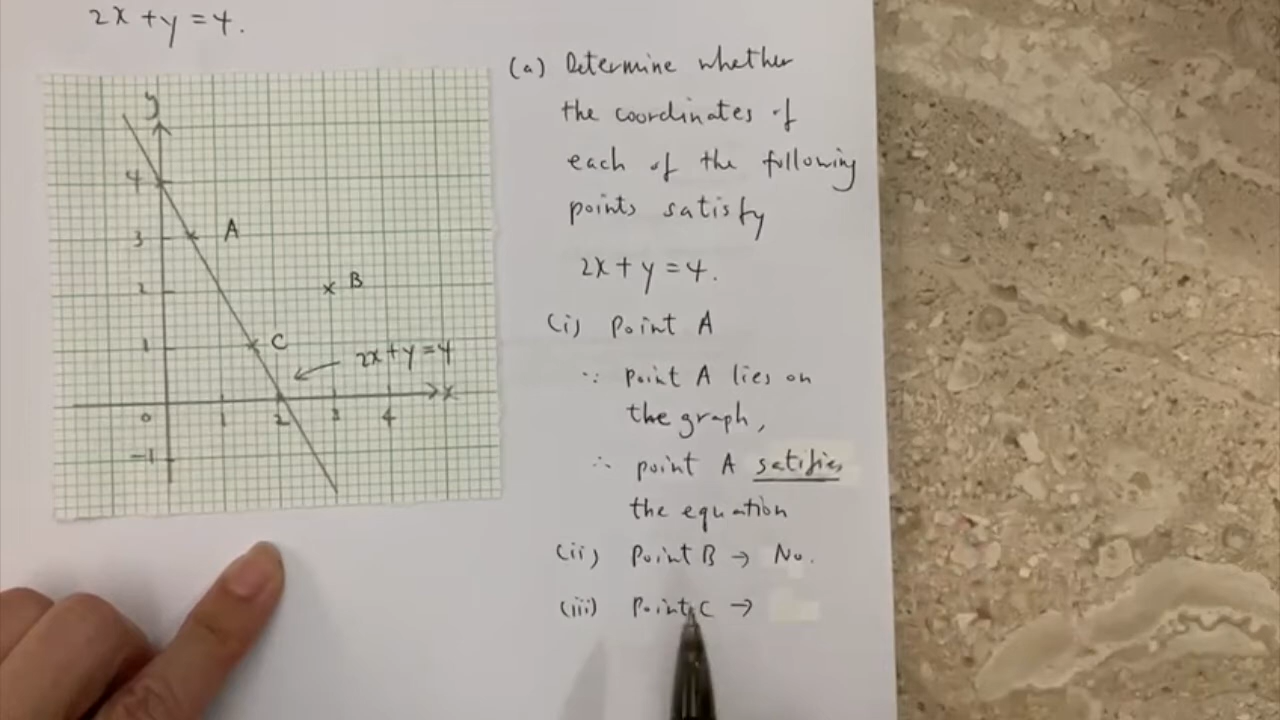 2x + y = 4.
y
4
3
A
2
B
1
C
2x + y = 4
x
0
1
2
3
4
-1
(a) Determine whether
the coordinates of
each of the following
points satisfy
2x + y = 4.
(i) Point A
∵ point A lies on
the graph,
∴ point A satisfies
the equation
(ii) Point B → No.
(iii) Point C →